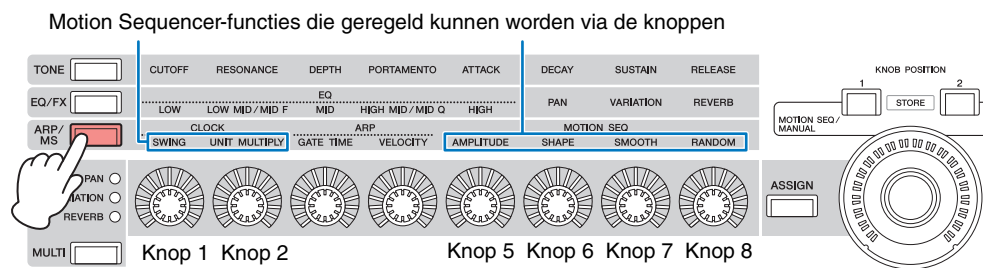 Motion Sequencer-functies die geregeld kunnen worden via de knoppen
TONE CUTOFF RESONANCE DEPTH PORTAMENTO ATTACK DECAY SUSTAIN RELEASE
KNOB POSITION
1 STORE 2
EQ/FX EQ
LOW LOW MID/MID F MID HIGH MID/MID Q HIGH PAN VARIATION REVERB
MOTION SEQ/
MANUAL
ARP/
MS
CLOCK ARP MOTION SEQ
SWING UNIT MULTIPLY GATE TIME VELOCITY AMPLITUDE SHAPE SMOOTH RANDOM
PAN
IATION
REVERB
ASSIGN
MULTI
Knop 1 Knop 2 Knop 5 Knop 6 Knop 7 Knop 8